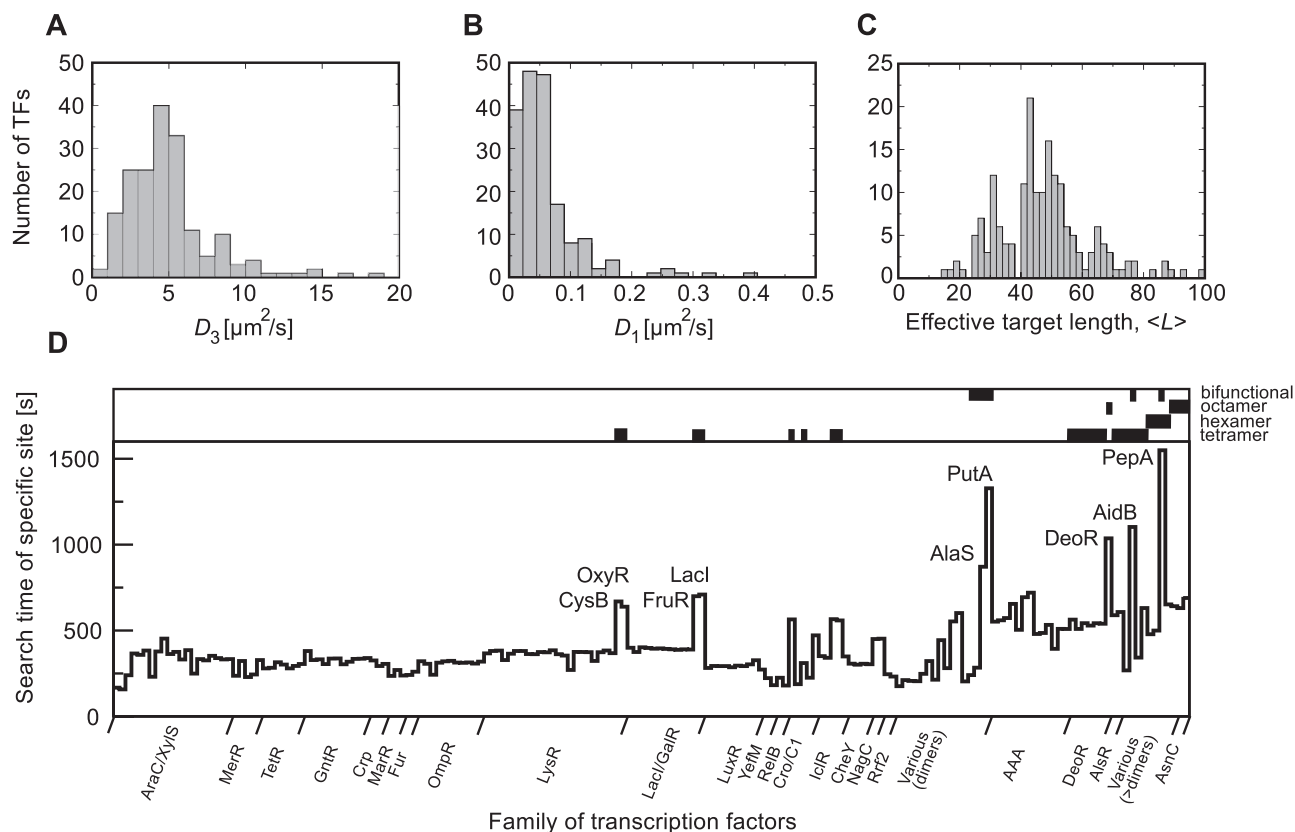 A
B
C
50
40
30
20
10
0
0
5
10
15
20
Number of TFs
D3 [µm²/s]
50
40
30
20
10
0
0
0.1
0.2
0.3
0.4
0.5
D1 [µm²/s]
25
20
15
10
5
0
0
20
40
60
80
100
Effective target length, <L>
D
bifunctional
octamer
hexamer
tetramer
Search time of specific site [s]
1500
1000
500
0
OxyR
CysB
LacI
FruR
PutA
AlaS
DeoR
AidB
PepA
AraC/XylS
MerR
TetR
GntR
Crp
MarR
Fur
OmpR
LysR
LacI/GalR
LuxR
YefM
RelB
Cro/C1
IclR
CheY
NagC
Rrf2
Various
(dimers)
AAA
DeoR
AlsR
Various
(>dimers)
AsnC
Family of transcription factors